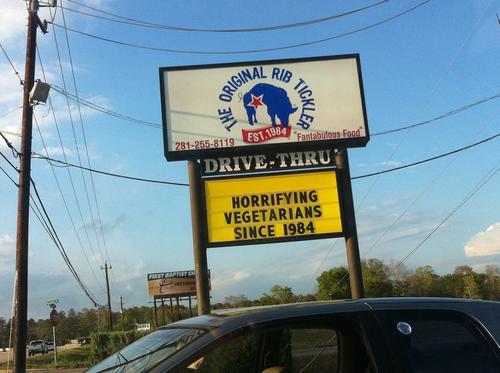 THE ORIGINAL RIB TICKLER
EST. 1984
281-255-8119
"Fantabulous Food"
DRIVE-THRU
HORRIFYING
VEGETARIANS
SINCE 1984
FIRST BAPTIST